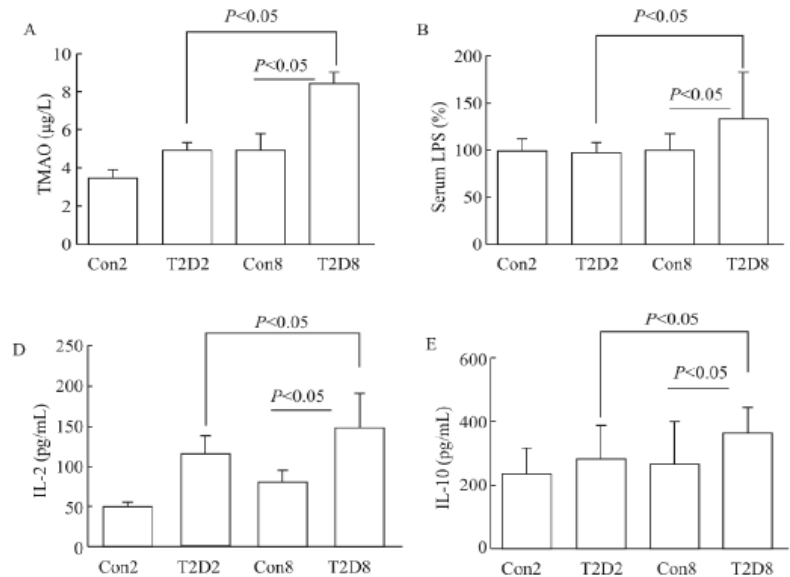 A
P<0.05
P<0.05
TMAO (μg/L)
10
8
6
4
2
0
Con2 T2D2 Con8 T2D8
B
P<0.05
P<0.05
Serum LPS (%)
200
150
100
50
0
Con2 T2D2 Con8 T2D8
D
P<0.05
P<0.05
IL-2 (pg/mL)
250
200
150
100
50
0
Con2 T2D2 Con8 T2D8
E
P<0.05
P<0.05
IL-10 (pg/mL)
600
400
200
0
Con2 T2D2 Con8 T2D8